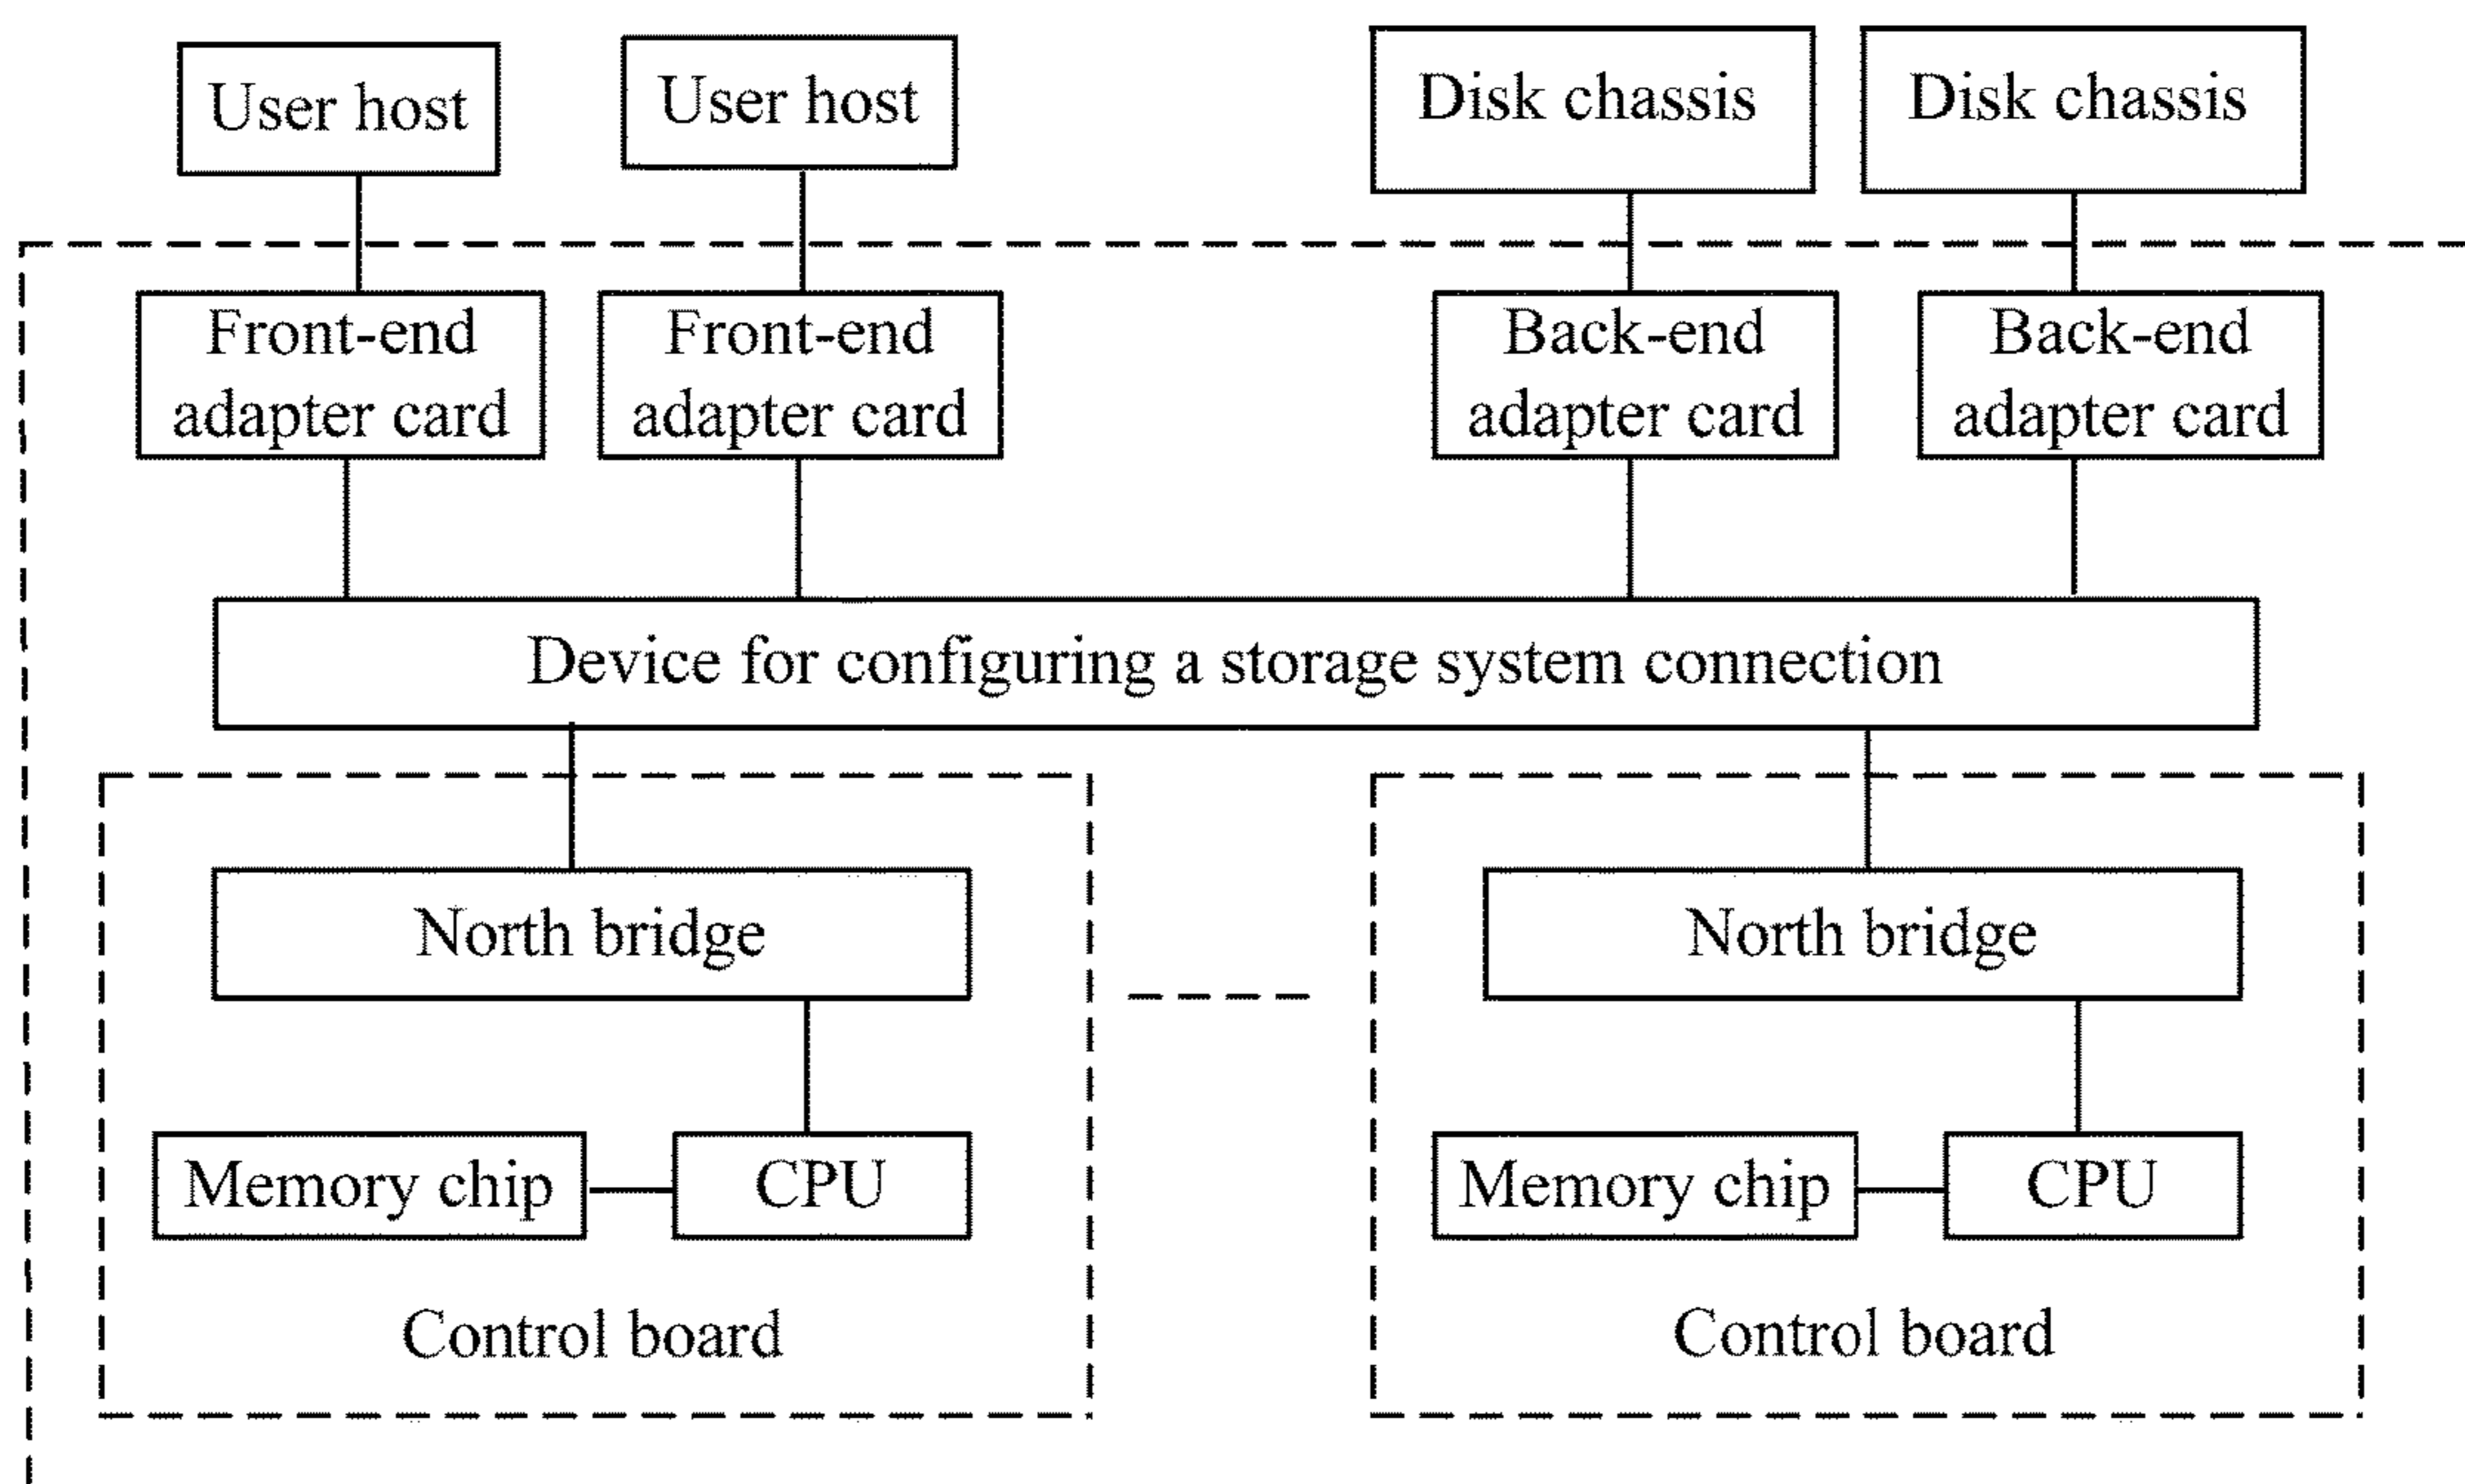 User host
User host
Disk chassis
Disk chassis
Front-end
adapter card
Front-end
adapter card
Back-end
adapter card
Back-end
adapter card
Device for configuring a storage system connection
North bridge
North bridge
Memory chip
CPU
Memory chip
CPU
Control board
Control board